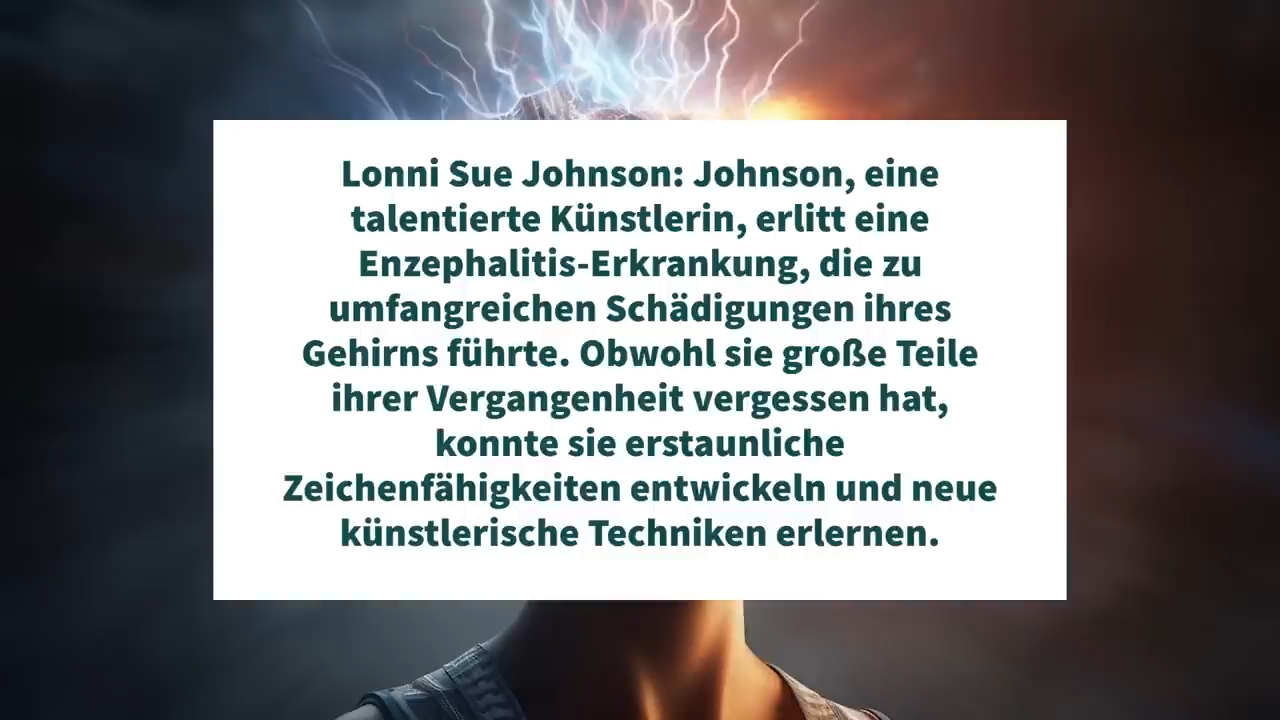 Lonni Sue Johnson: Johnson, eine
talentierte Künstlerin, erlitt eine
Enzephalitis-Erkrankung, die zu
umfangreichen Schädigungen ihres
Gehirns führte. Obwohl sie große Teile
ihrer Vergangenheit vergessen hat,
konnte sie erstaunliche
Zeichenfähigkeiten entwickeln und neue
künstlerische Techniken erlernen.